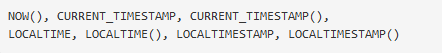 NOW(), CURRENT_TIMESTAMP, CURRENT_TIMESTAMP(),
LOCALTIME, LOCALTIME(), LOCALTIMESTAMP, LOCALTIMESTAMP()